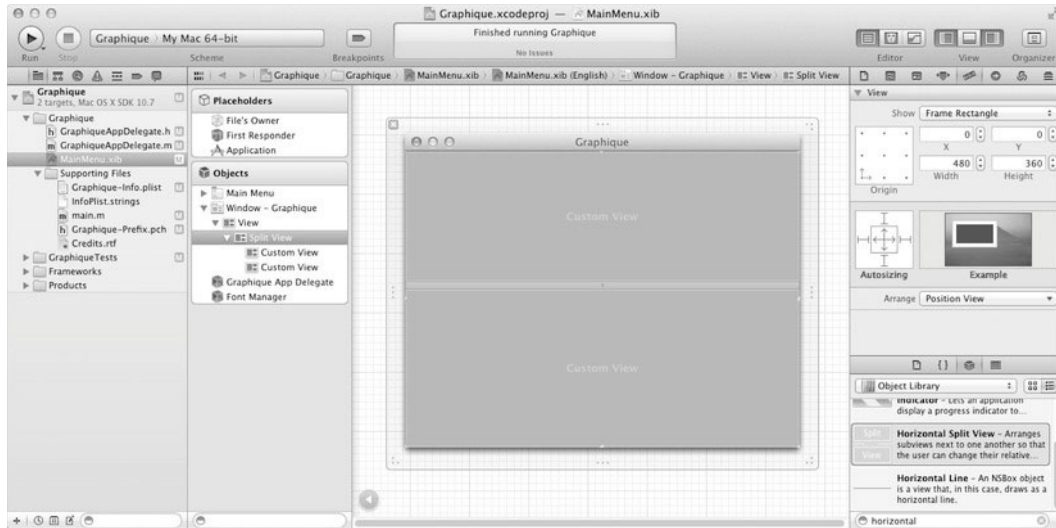 Graphique.xcodeproj — MainMenu.xib
Graphique › My Mac 64-bit
Finished running Graphique
No Issues
Run
Stop
Scheme
Breakpoints
Editor
View
Organizer
Graphique
Graphique
MainMenu.xib
MainMenu.xib (English)
Window – Graphique
View
Split View
Graphique
2 targets, Mac OS X SDK 10.7
Graphique
GraphiqueAppDelegate.h
GraphiqueAppDelegate.m
MainMenu.xib
Supporting Files
Graphique-Info.plist
InfoPlist.strings
main.m
Graphique-Prefix.pch
Credits.rtf
GraphiqueTests
Frameworks
Products
Placeholders
File's Owner
First Responder
Application
Objects
Main Menu
Window – Graphique
View
Split View
Custom View
Custom View
Graphique App Delegate
Font Manager
Graphique
Custom View
Custom View
View
Show Frame Rectangle
0 0
X Y
480 360
Width Height
Origin
Autosizing
Example
Arrange Position View
Object Library
Indicator – Lets an application
display a progress indicator to...
Split
View
Horizontal Split View – Arranges
subviews next to one another so that
the user can change their relative...
Horizontal Line – An NSBox object
is a view that, in this case, draws as a
horizontal line.
horizontal